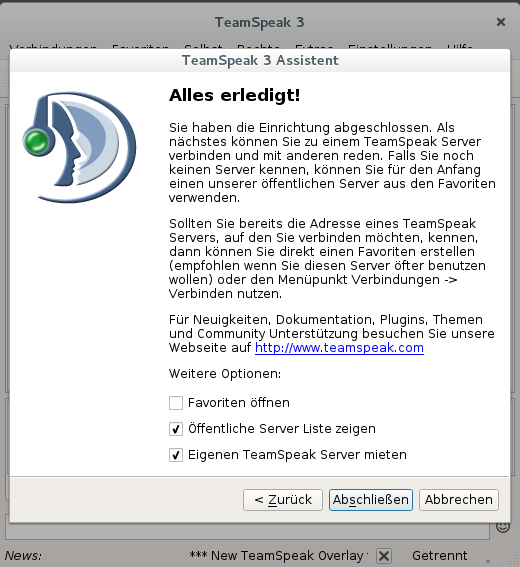 TeamSpeak 3
Verbindungen Favoriten Selbst Rechte Extras Einstellungen Hilfe
TeamSpeak 3 Assistent
Alles erledigt!
Sie haben die Einrichtung abgeschlossen. Als
nächstes können Sie zu einem TeamSpeak Server
verbinden und mit anderen reden. Falls Sie noch
keinen Server kennen, können Sie für den Anfang
einen unserer öffentlichen Server aus den Favoriten
verwenden.
Sollten Sie bereits die Adresse eines TeamSpeak
Servers, auf den Sie verbinden möchten, kennen,
dann können Sie direkt einen Favoriten erstellen
(empfohlen wenn Sie diesen Server öfter benutzen
wollen) oder den Menüpunkt Verbindungen ->
Verbinden nutzen.
Für Neuigkeiten, Dokumentation, Plugins, Themen
und Community Unterstützung besuchen Sie unsere
Webseite auf http://www.teamspeak.com
Weitere Optionen:
Favoriten öffnen
Öffentliche Server Liste zeigen
Eigenen TeamSpeak Server mieten
< Zurück Abschließen Abbrechen
News: *** New TeamSpeak Overlay Getrennt